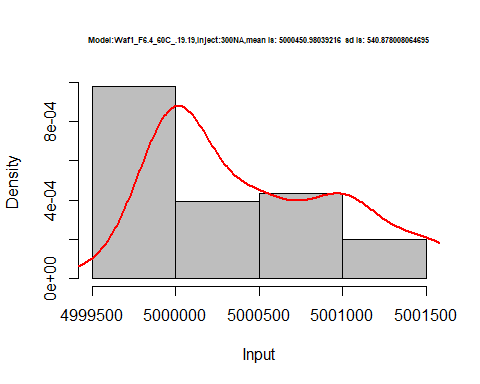 Model:Waf1_F6.4_60C_.19.19,Inject:300NA,mean is: 5000450.98039216 sd is: 540.878008064695
Density
8e-04
4e-04
0e+00
4999500 5000000 5000500 5001000 5001500
Input